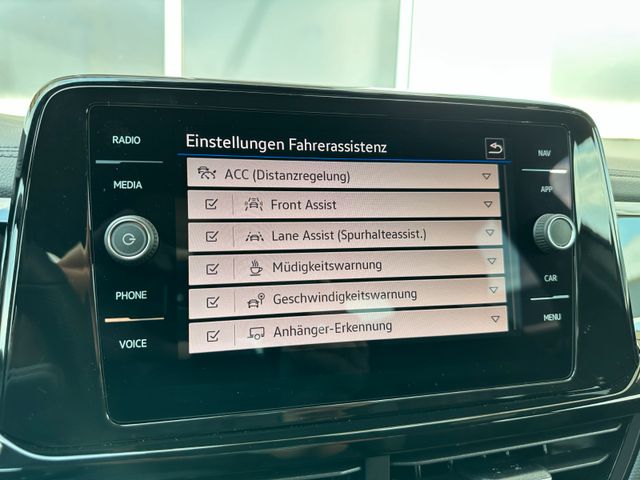 RADIO
MEDIA
PHONE
VOICE
Einstellungen Fahrerassistenz
ACC (Distanzregelung)
Front Assist
Lane Assist (Spurhalteassist.)
Müdigkeitswarnung
Geschwindigkeitswarnung
Anhänger-Erkennung
NAV
APP
CAR
MENU